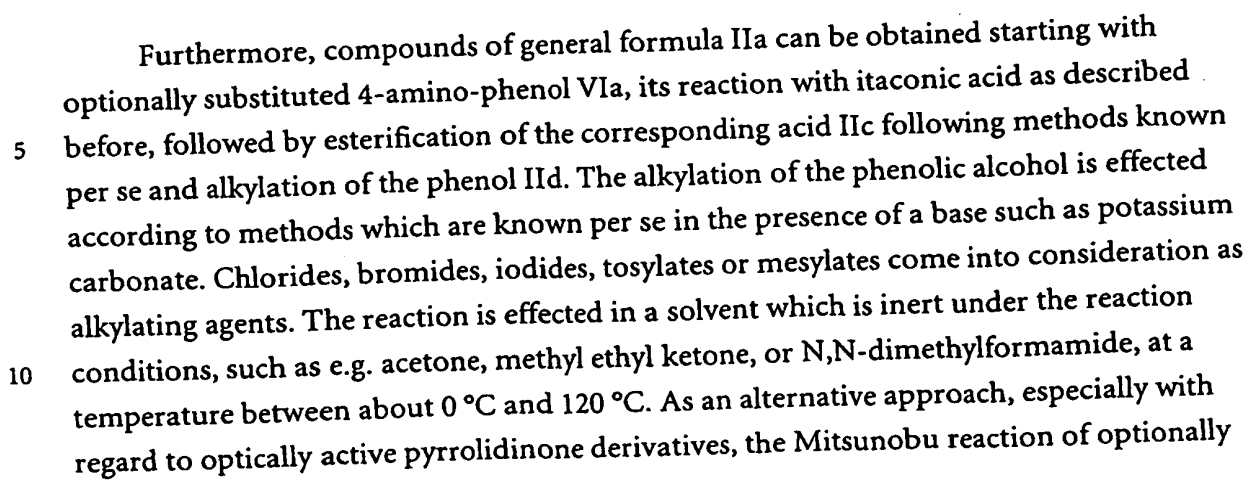 Furthermore, compounds of general formula IIa can be obtained starting with
optionally substituted 4-amino-phenol VIa, its reaction with itaconic acid as described
5 before, followed by esterification of the corresponding acid IIc following methods known
per se and alkylation of the phenol IId. The alkylation of the phenolic alcohol is effected
according to methods which are known per se in the presence of a base such as potassium
carbonate. Chlorides, bromides, iodides, tosylates or mesylates come into consideration as
alkylating agents. The reaction is effected in a solvent which is inert under the reaction
10 conditions, such as e.g. acetone, methyl ethyl ketone, or N,N-dimethylformamide, at a
temperature between about 0 °C and 120 °C. As an alternative approach, especially with
regard to optically active pyrrolidinone derivatives, the Mitsunobu reaction of optionally